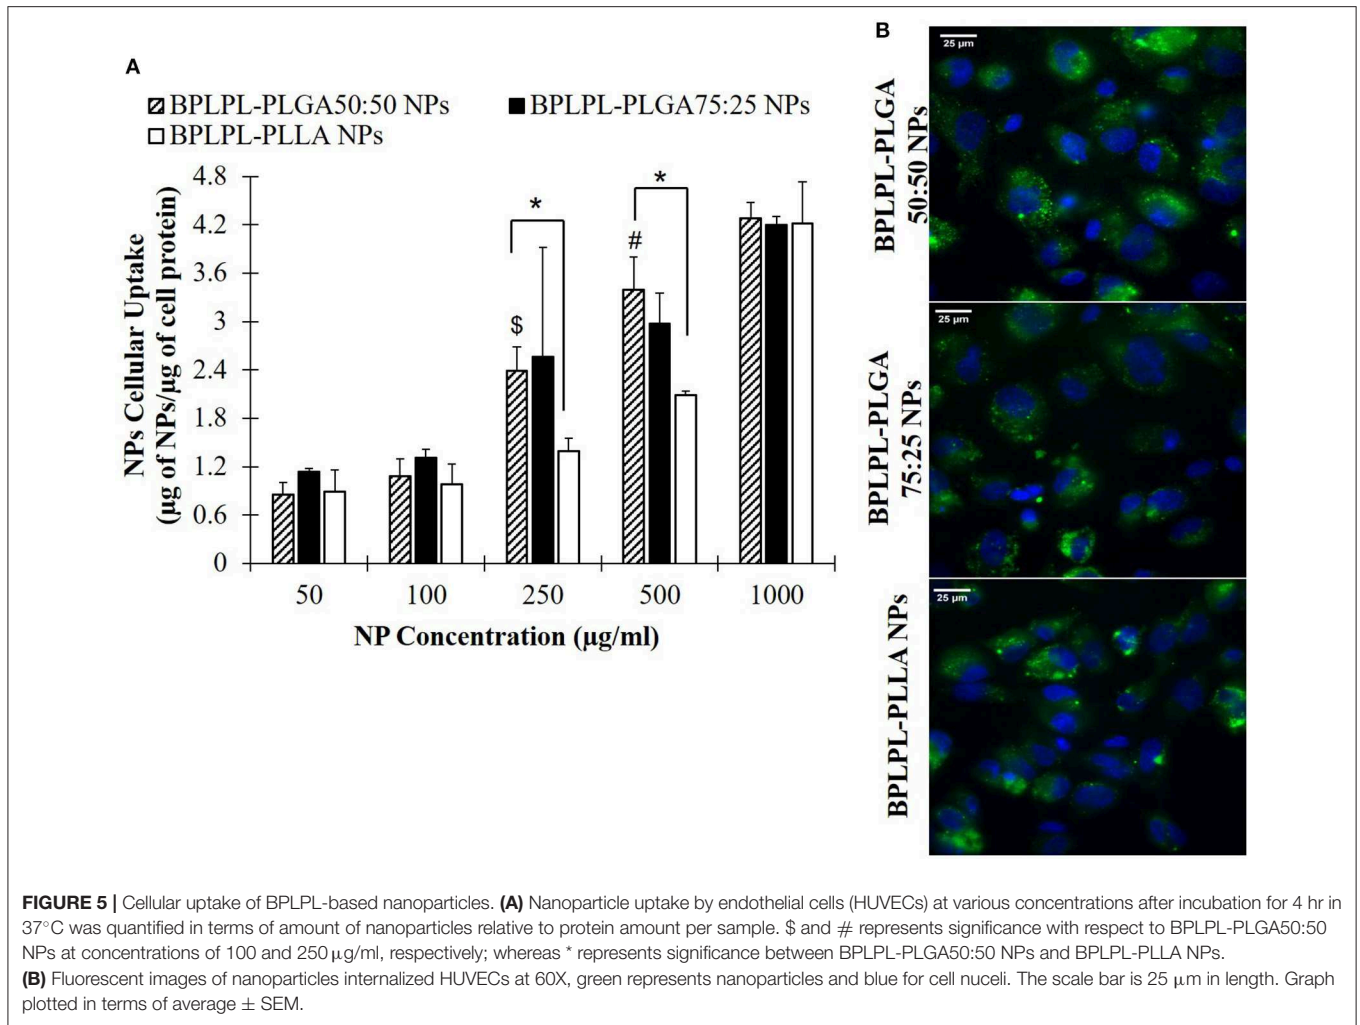 A
BPLPL-PLGA50:50 NPs
BPLPL-PLGA75:25 NPs
BPLPL-PLLA NPs
NPs Cellular Uptake
(µg of NPs/µg of cell protein)
4.8
4.2
3.6
3
2.4
1.8
1.2
0.6
0
$
*
#
*
50
100
250
500
1000
NP Concentration (µg/ml)
B
BPLPL-PLGA
50:50 NPs
25 µm
BPLPL-PLGA
75:25 NPs
25 µm
BPLPL-PLLA NPs
25 µm
FIGURE 5 | Cellular uptake of BPLPL-based nanoparticles. (A) Nanoparticle uptake by endothelial cells (HUVECs) at various concentrations after incubation for 4 hr in
37°C was quantified in terms of amount of nanoparticles relative to protein amount per sample. $ and # represents significance with respect to BPLPL-PLGA50:50
NPs at concentrations of 100 and 250 µg/ml, respectively; whereas * represents significance between BPLPL-PLGA50:50 NPs and BPLPL-PLLA NPs.
(B) Fluorescent images of nanoparticles internalized HUVECs at 60X, green represents nanoparticles and blue for cell nuceli. The scale bar is 25 µm in length. Graph
plotted in terms of average ± SEM.